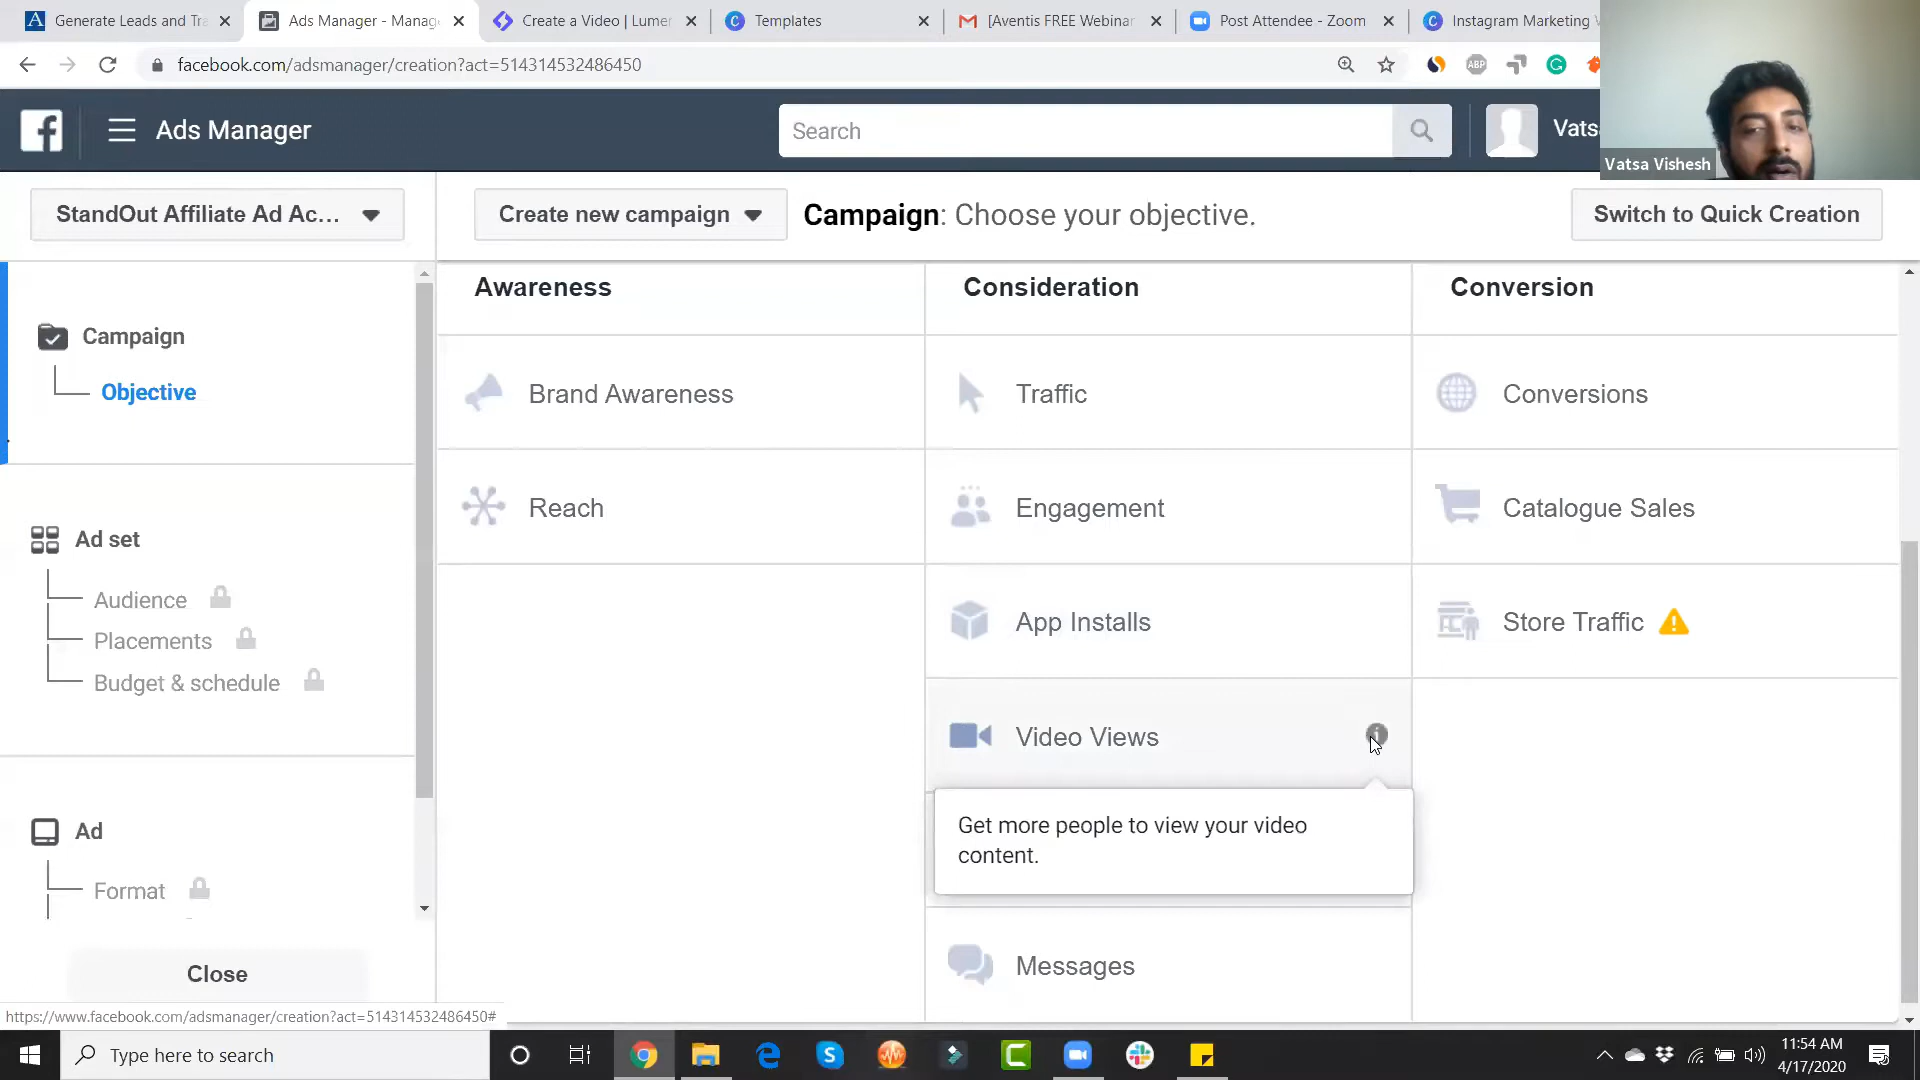 Generate Leads and Tra
Ads Manager - Manag
Create a Video | Lumen
Templates
[Aventis FREE Webinar
Post Attendee - Zoom
Instagram Marketing
facebook.com/adsmanager/creation?act=514314532486450
ABP
Ads Manager
Search
Vats
Vatsa Vishesh
StandOut Affiliate Ad Ac...
Create new campaign
Campaign: Choose your objective.
Switch to Quick Creation
Awareness
Consideration
Conversion
Campaign
Objective
Brand Awareness
Traffic
Conversions
Reach
Engagement
Catalogue Sales
Ad set
Audience
Placements
Budget & schedule
App Installs
Store Traffic
Video Views
Get more people to view your video
content.
Ad
Format
Messages
Close
https://www.facebook.com/adsmanager/creation?act=514314532486450#
Type here to search
11:54 AM
4/17/2020